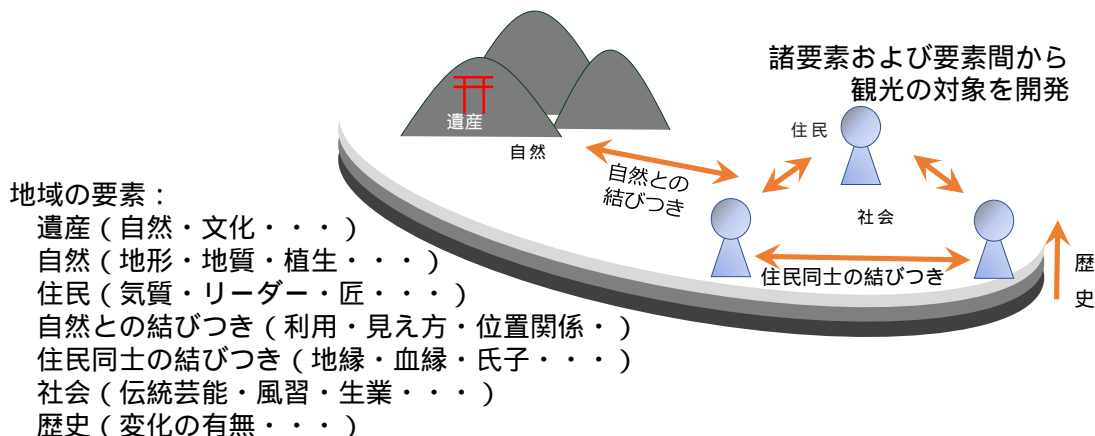 諸要素および要素間から
観光の対象を開発
住民
遺産
自然
自然との
結びつき
社会
住民同士の結びつき
歴
史
地域の要素：
遺産（自然・文化・・・）
自然（地形・地質・植生・・・）
住民（気質・リーダー・匠・・・）
自然との結びつき（利用・見え方・位置関係・）
住民同士の結びつき（地縁・血縁・氏子・・・）
社会（伝統芸能・風習・生業・・・）
歴史（変化の有無・・・）